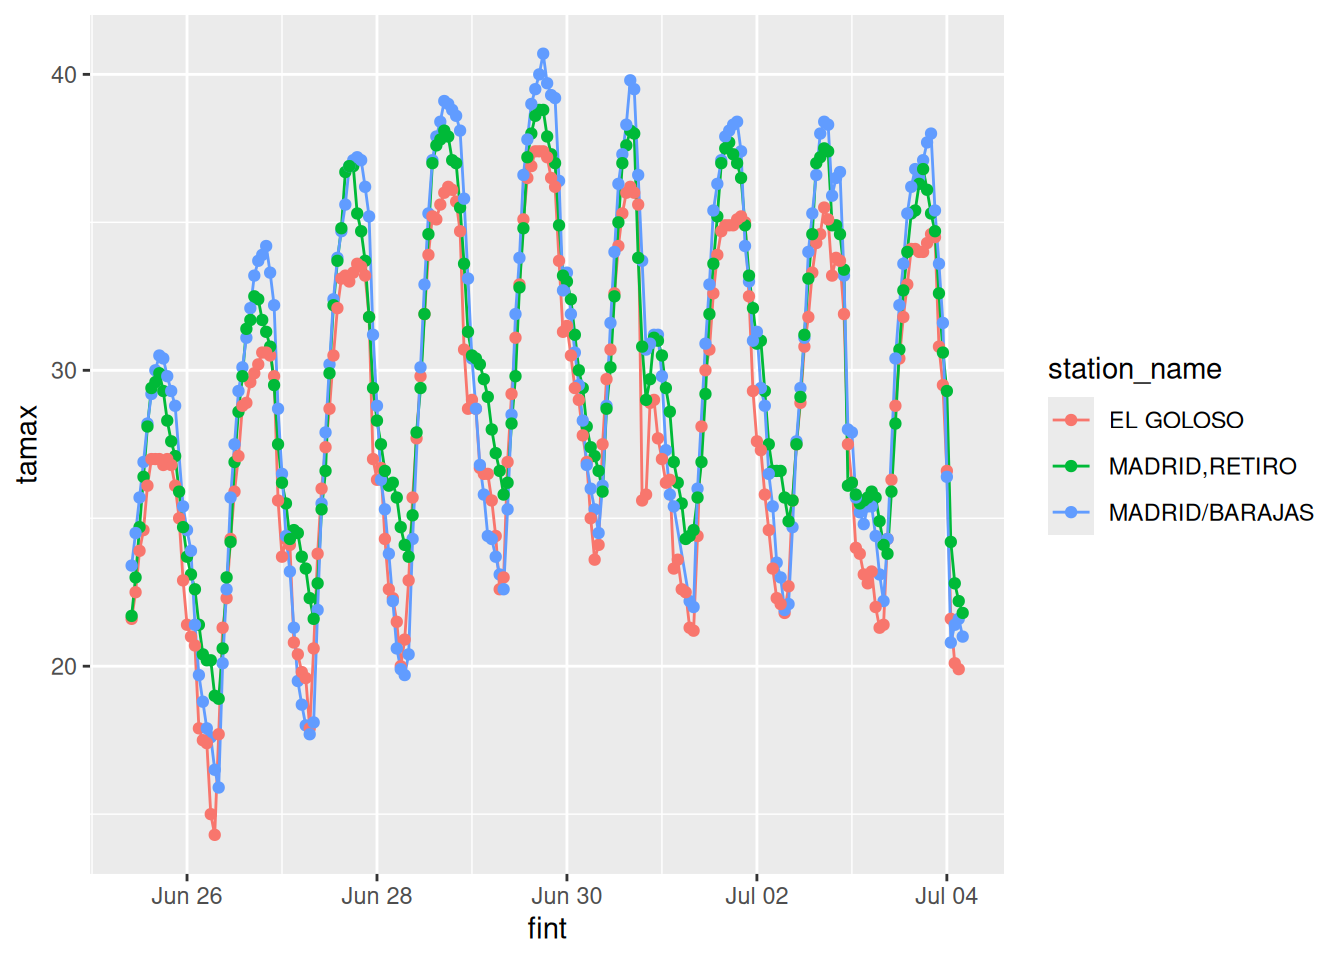 40
30
20
tamax
Jun 26
Jun 28
Jun 30
Jul 02
Jul 04
fint
station_name
EL GOLOSO
MADRID,RETIRO
MADRID/BARAJAS